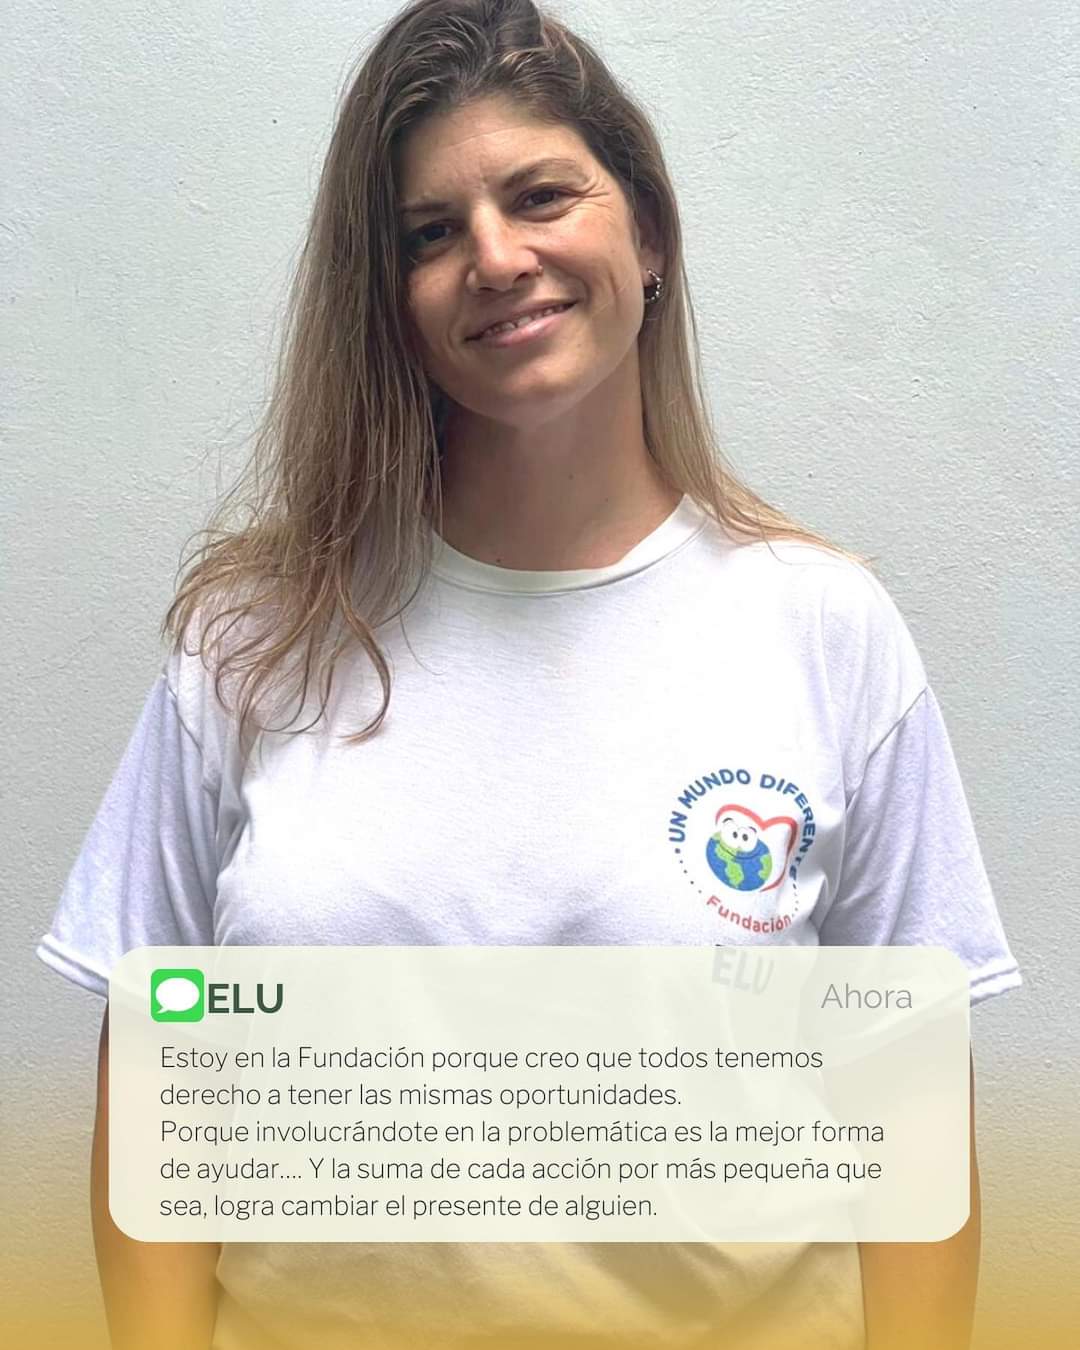 UN MUNDO DIFERENTE
Fundación
ELU
ELU
Ahora
Estoy en la Fundación porque creo que todos tenemos
derecho a tener las mismas oportunidades.
Porque involucrándote en la problemática es la mejor forma
de ayudar.... Y la suma de cada acción por más pequeña que
sea, logra cambiar el presente de alguien.